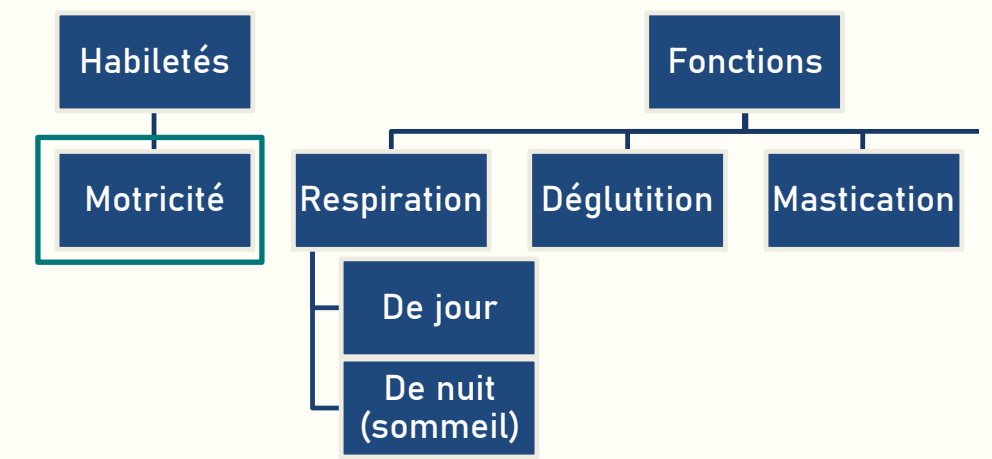 Habiletés
Fonctions
Motricité
Respiration
Déglutition
Mastication
De jour
De nuit
(sommeil)